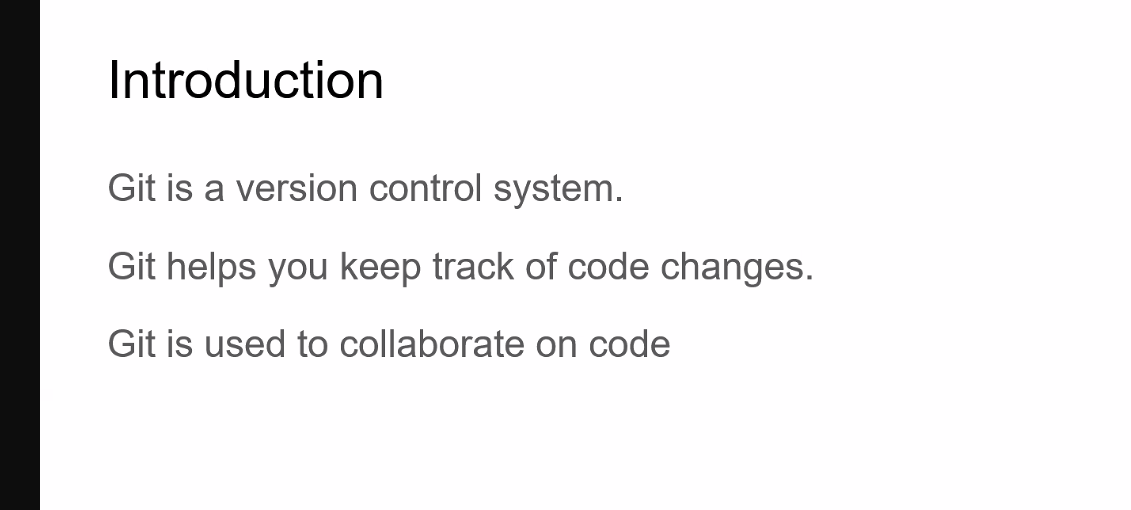 Introduction
Git is a version control system.
Git helps you keep track of code changes.
Git is used to collaborate on code